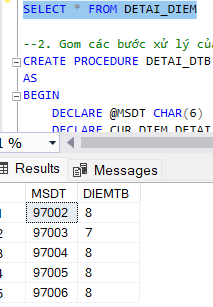 SELECT * FROM DETAI_DIEM
--2. Gom các bước xử lý củ
CREATE PROCEDURE DETAI_DTB
AS
BEGIN
DECLARE @MSDT CHAR(6)
DECLARE CUR_DIEM_DETAI
1 %
Results Messages
MSDT DIEMTB
1 97002 8
2 97003 7
3 97004 8
4 97005 8
5 97006 8